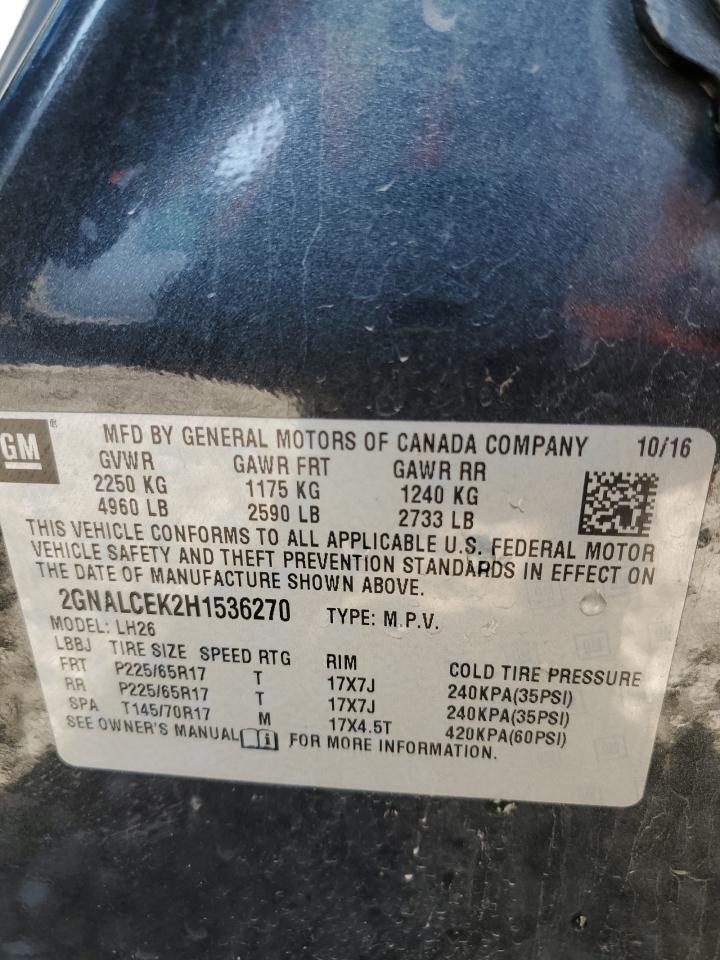 GM ® MFD BY GENERAL MOTORS OF CANADA COMPANY 10/16
GVWR GAWR FRT GAWR RR
2250 KG 1175 KG 1240 KG
4960 LB 2590 LB 2733 LB
THIS VEHICLE CONFORMS TO ALL APPLICABLE U.S. FEDERAL MOTOR
VEHICLE SAFETY AND THEFT PREVENTION STANDARDS IN EFFECT ON
THE DATE OF MANUFACTURE SHOWN ABOVE.
2GNALCEK2H1536270 TYPE: M.P.V.
MODEL: LH26
LBBJ TIRE SIZE SPEED RTG RIM COLD TIRE PRESSURE
FRT P225/65R17 T 17X7J 240KPA(35PSI)
RR P225/65R17 T 17X7J 240KPA(35PSI)
SPA T145/70R17 M 17X4.5T 420KPA(60PSI)
SEE OWNER'S MANUAL i FOR MORE INFORMATION.